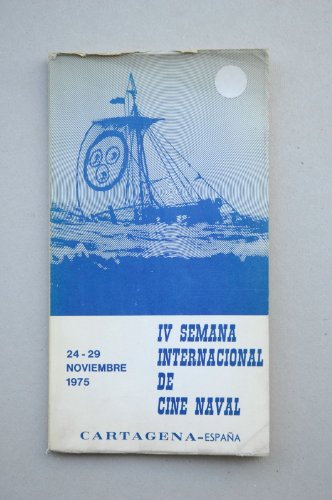 24 - 29
NOVIEMBRE
1975
IV SEMANA
INTERNACIONAL
DE
CINE NAVAL
CARTAGENA-ESPAÑA